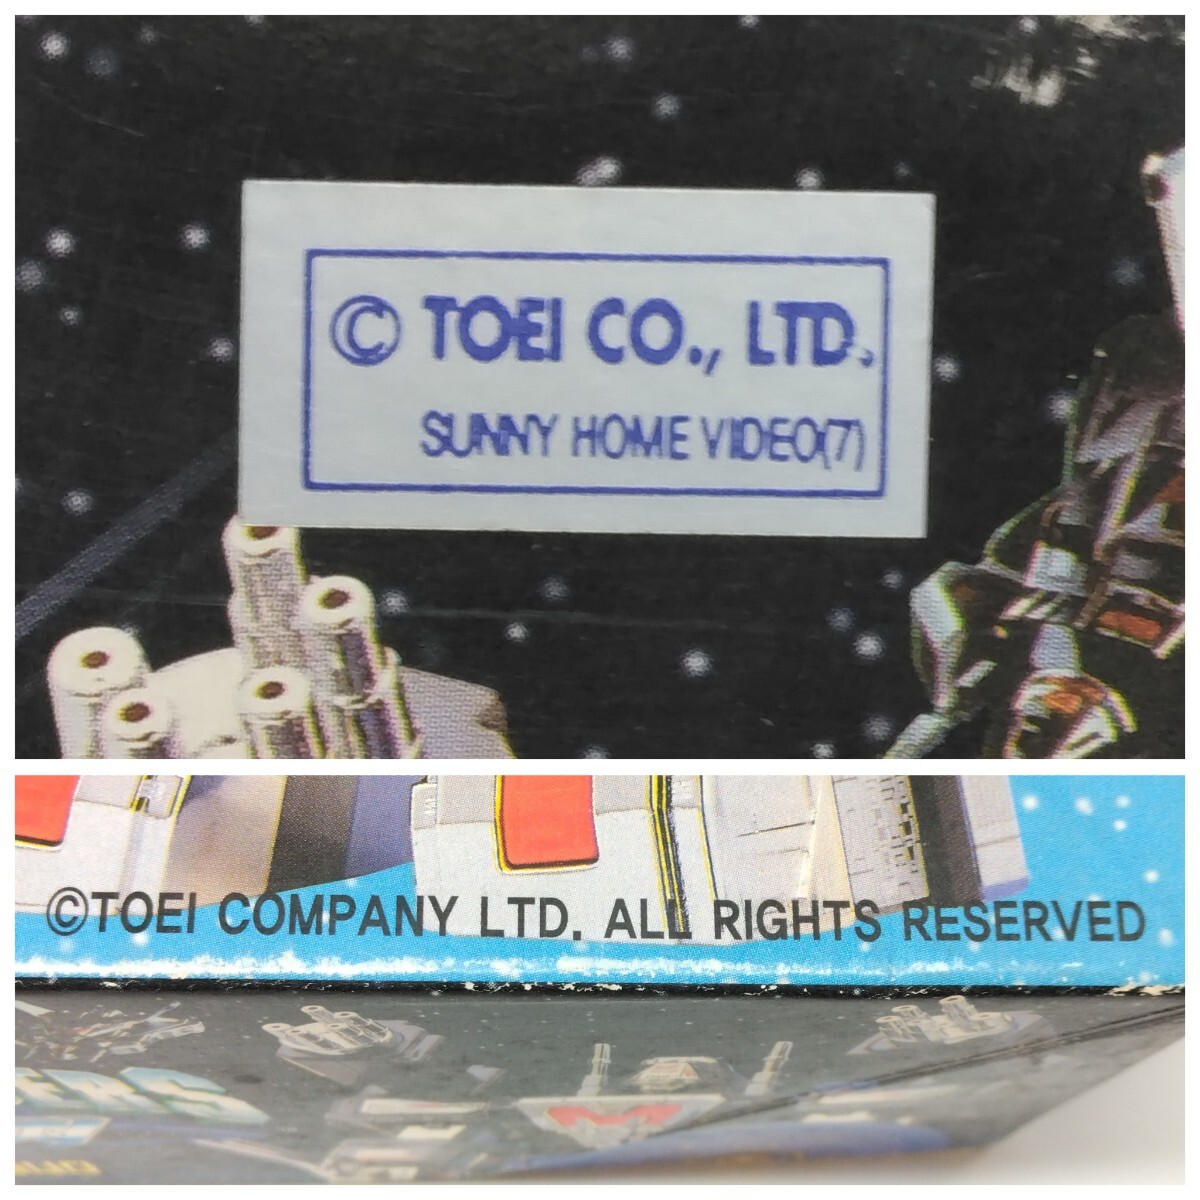 © TOEI CO., LTD.
SUNNY HOME VIDEO(7)
©TOEI COMPANY LTD. ALL RIGHTS RESERVED